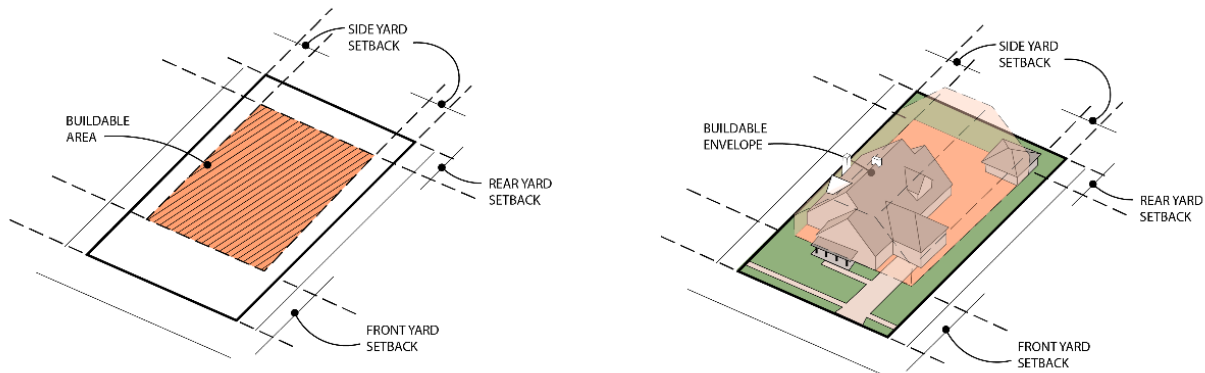 SIDE YARD
SETBACK
BUILDABLE
AREA
REAR YARD
SETBACK
FRONT YARD
SETBACK
SIDE YARD
SETBACK
BUILDABLE
ENVELOPE
REAR YARD
SETBACK
FRONT YARD
SETBACK